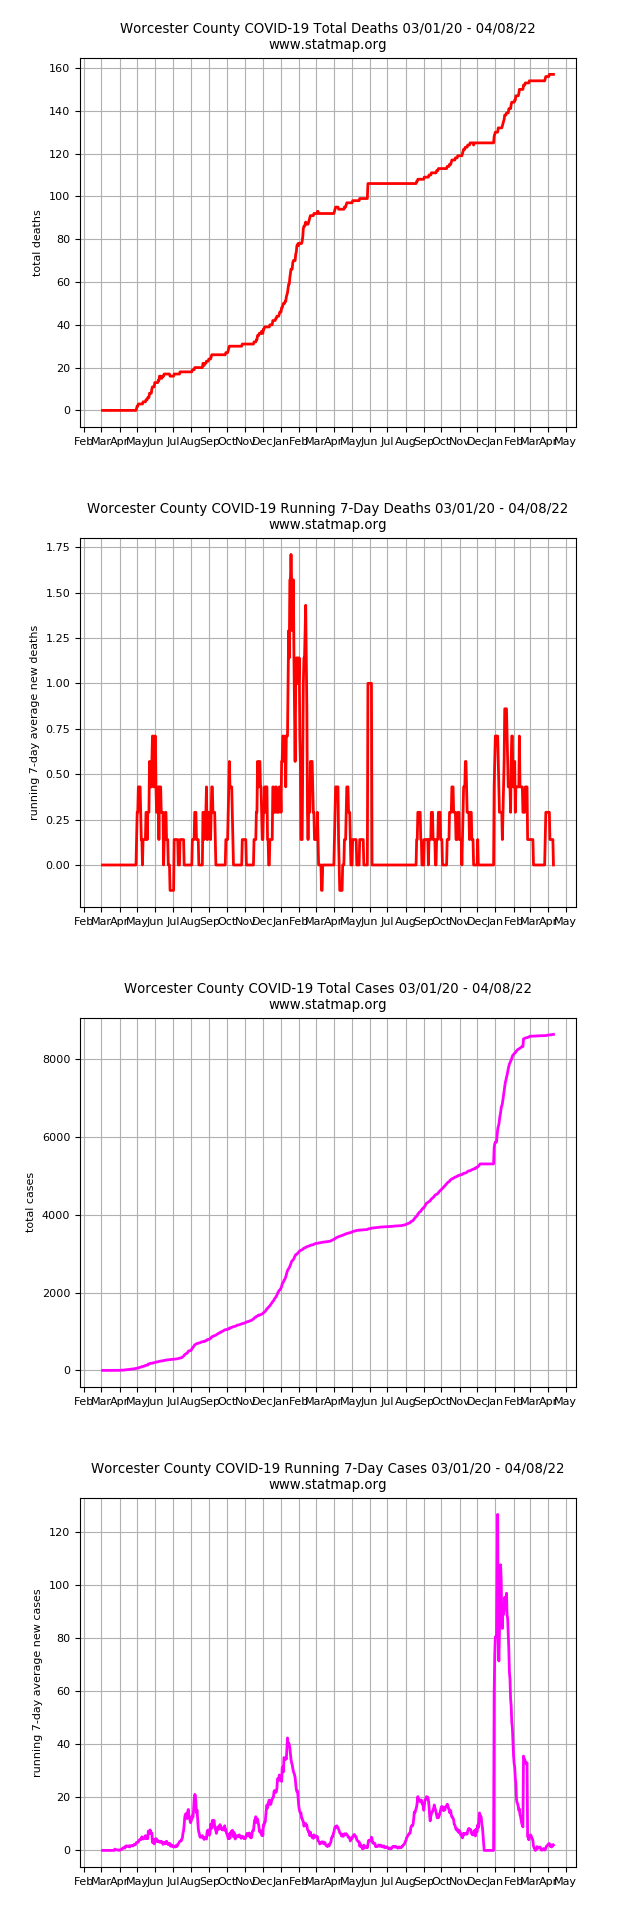 Worcester County COVID-19 Total Deaths 03/01/20 - 04/08/22
www.statmap.org
160
140
120
100
80
60
40
20
0
total deaths
Feb Mar Apr May Jun Jul Aug Sep Oct Nov Dec Jan Feb Mar Apr May Jun Jul Aug Sep Oct Nov Dec Jan Feb Mar Apr May
Worcester County COVID-19 Running 7-Day Deaths 03/01/20 - 04/08/22
www.statmap.org
1.75
1.50
1.25
1.00
0.75
0.50
0.25
0.00
running 7-day average new deaths
Feb Mar Apr May Jun Jul Aug Sep Oct Nov Dec Jan Feb Mar Apr May Jun Jul Aug Sep Oct Nov Dec Jan Feb Mar Apr May
Worcester County COVID-19 Total Cases 03/01/20 - 04/08/22
www.statmap.org
8000
6000
4000
2000
0
total cases
Feb Mar Apr May Jun Jul Aug Sep Oct Nov Dec Jan Feb Mar Apr May Jun Jul Aug Sep Oct Nov Dec Jan Feb Mar Apr May
Worcester County COVID-19 Running 7-Day Cases 03/01/20 - 04/08/22
www.statmap.org
120
100
80
60
40
20
0
running 7-day average new cases
Feb Mar Apr May Jun Jul Aug Sep Oct Nov Dec Jan Feb Mar Apr May Jun Jul Aug Sep Oct Nov Dec Jan Feb Mar Apr May